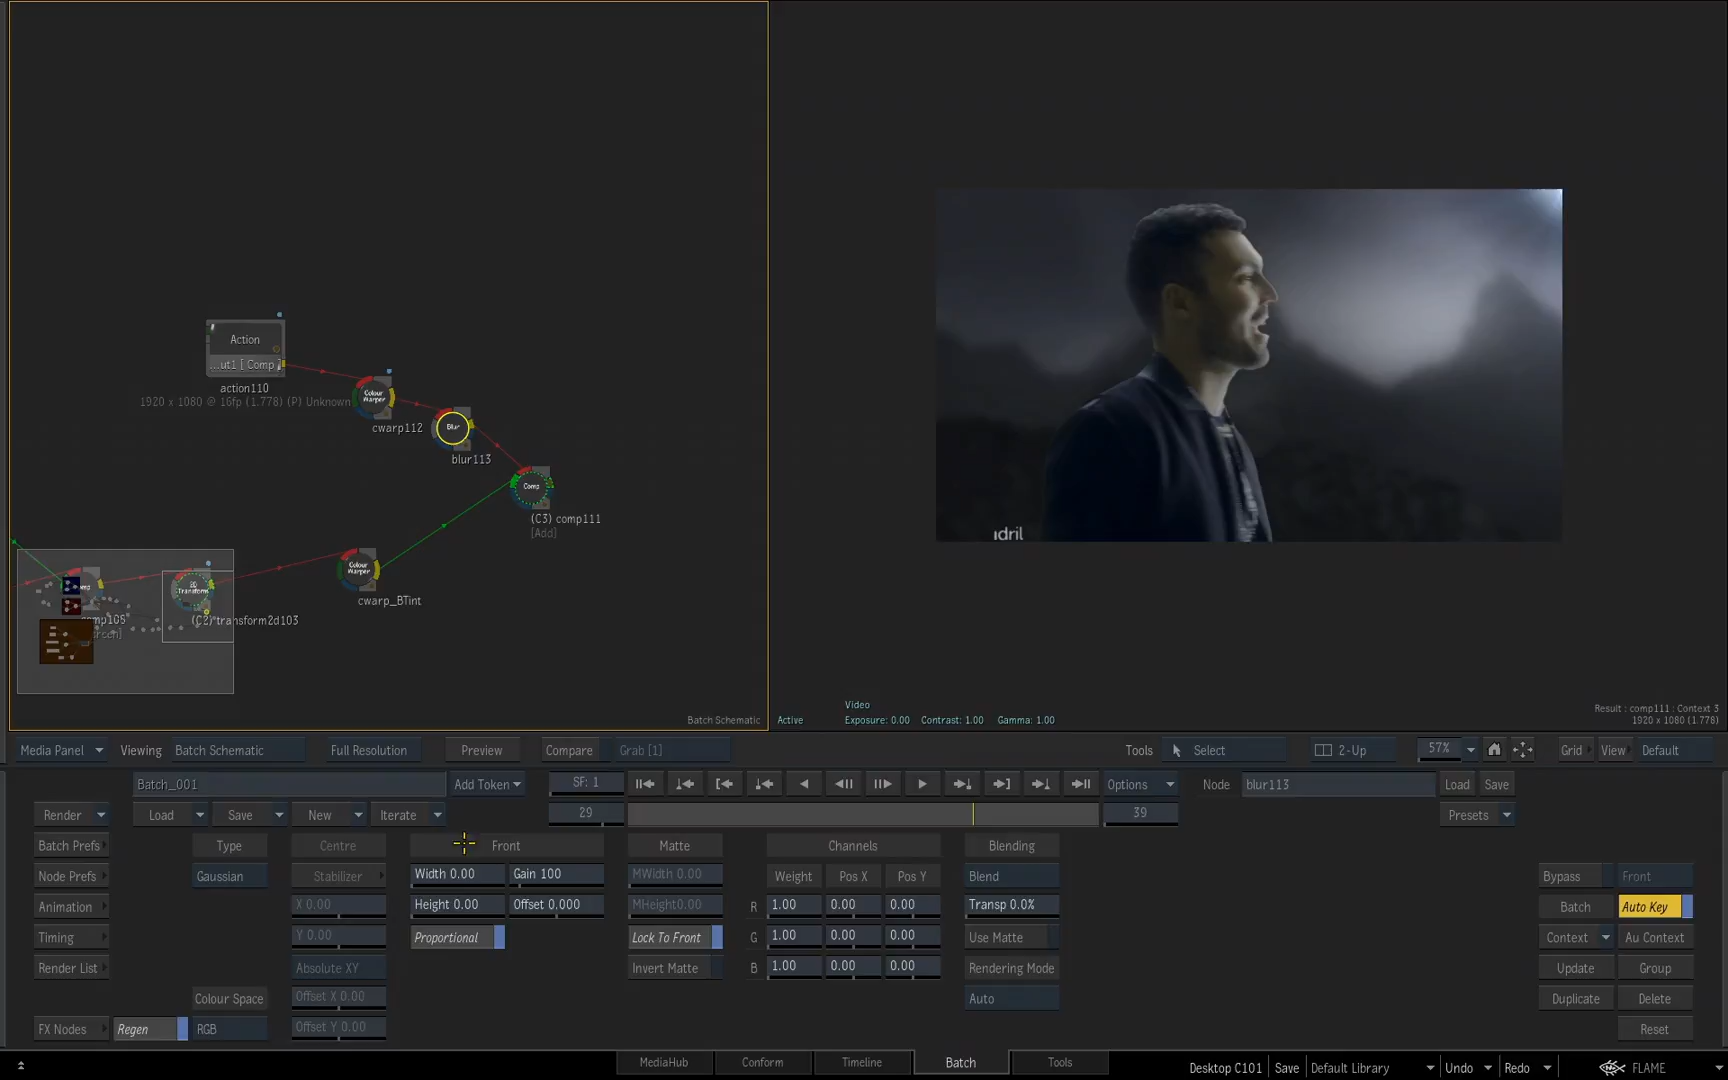 Action
...ut1 [ Comp ]
action110
1920 x 1080 @ 16fp (1.778) (P) Unknown
Colour
Warper
cwarp112
Blur
blur113
Comp
(C3) comp111
[Add]
Colour
Warper
cwarp_BTint
2D
Transform
(C2) transform2d103
Batch Schematic
Active
Video
Exposure: 0.00 Contrast: 1.00 Gamma: 1.00
Result : comp111 : Context 3
1920 x 1080 (1.778)
Media Panel Viewing Batch Schematic Full Resolution Preview Compare Grab [1] Tools Select 2-Up 57% Grid View Default
Batch_001 Add Token SF: 1 Options Node blur113 Load Save
Render Load Save New Iterate 29 39 Presets
Batch Prefs Type Centre Front Matte Channels Blending
Node Prefs Gaussian Stabilizer Width 0.00 Gain 100 MWidth 0.00 Weight Pos X Pos Y Blend Bypass Front
Animation X 0.00 Height 0.00 Offset 0.000 MHeight0.00 R 1.00 0.00 0.00 Transp 0.0% Batch Auto Key
Timing Y 0.00 Proportional Lock To Front G 1.00 0.00 0.00 Use Matte Context Au Context
Render List Absolute XY Invert Matte B 1.00 0.00 0.00 Rendering Mode Update Group
Colour Space Offset X 0.00 Auto Duplicate Delete
FX Nodes Regen RGB Offset Y 0.00 Reset
MediaHub Conform Timeline Batch Tools Desktop C101 Save Default Library Undo Redo FLAME